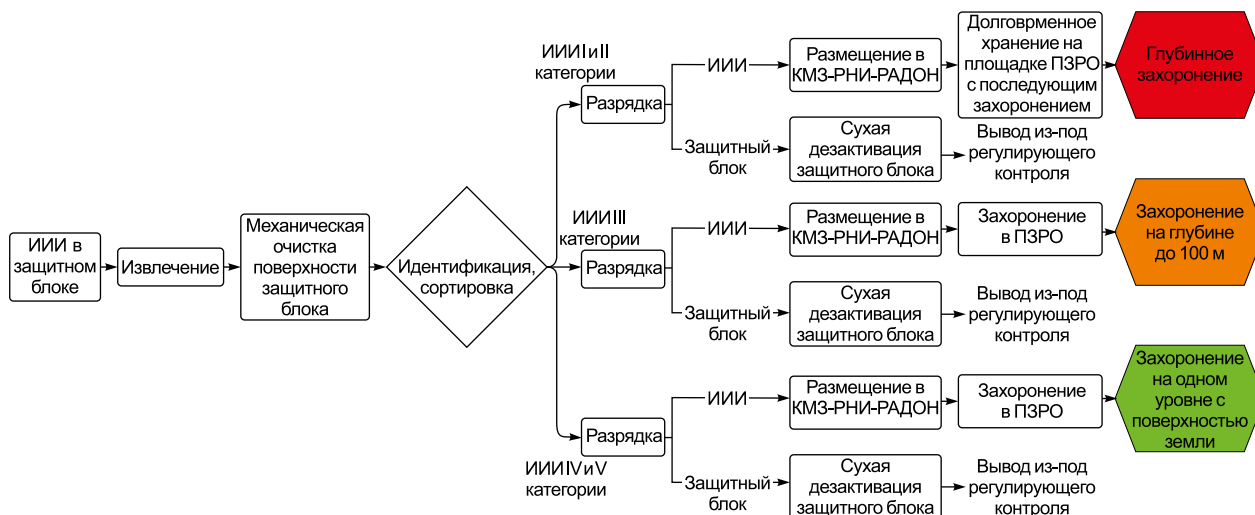 ИИИ в
защитном
блоке
Извлечение
Механическая
очистка
поверхности
защитного
блока
Идентификация,
сортировка
ИИИ I и II
категории
Разрядка
ИИИ
Размещение в
КМЗ-РНИ-РАДОН
Долговрменное
хранение на
площадке ПЗРО
с последующим
захоронением
Глубинное
захоронение
Защитный
блок
Сухая
дезактивация
защитного блока
Вывод из-под
регулирующего
контроля
ИИИ III
категории
Разрядка
ИИИ
Размещение в
КМЗ-РНИ-РАДОН
Захоронение
в ПЗРО
Захоронение
на глубине
до 100 м
Защитный
блок
Сухая
дезактивация
защитного блока
Вывод из-под
регулирующего
контроля
Разрядка
ИИИ IV и V
категории
ИИИ
Размещение в
КМЗ-РНИ-РАДОН
Захоронение
в ПЗРО
Захоронение
на одном
уровне с
поверхностью
земли
Защитный
блок
Сухая
дезактивация
защитного блока
Вывод из-под
регулирующего
контроля